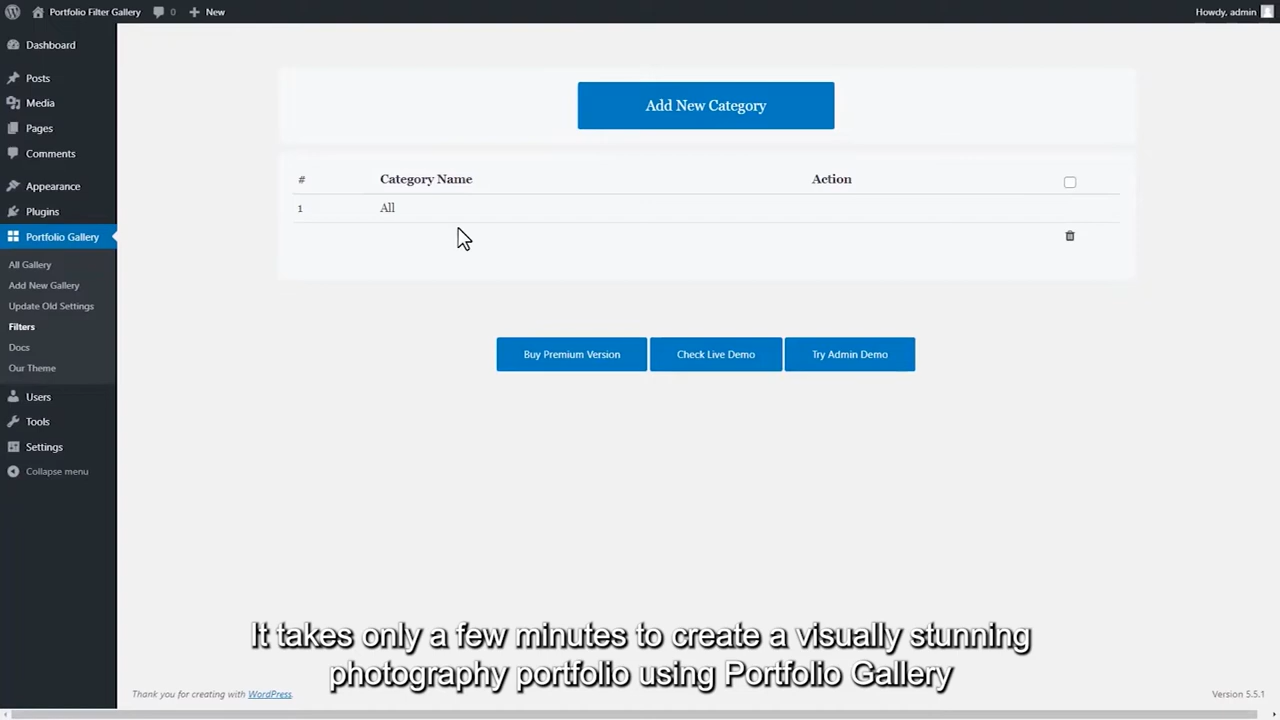 Portfolio Filter Gallery 0 New Howdy, admin
Dashboard
Posts
Media
Pages
Comments
Appearance
Plugins
Portfolio Gallery
All Gallery
Add New Gallery
Update Old Settings
Filters
Docs
Our Theme
Users
Tools
Settings
Collapse menu
Add New Category
# Category Name Action
1 All
Buy Premium Version Check Live Demo Try Admin Demo
It takes only a few minutes to create a visually stunning
photography portfolio using Portfolio Gallery
Thank you for creating with WordPress. Version 5.5.1